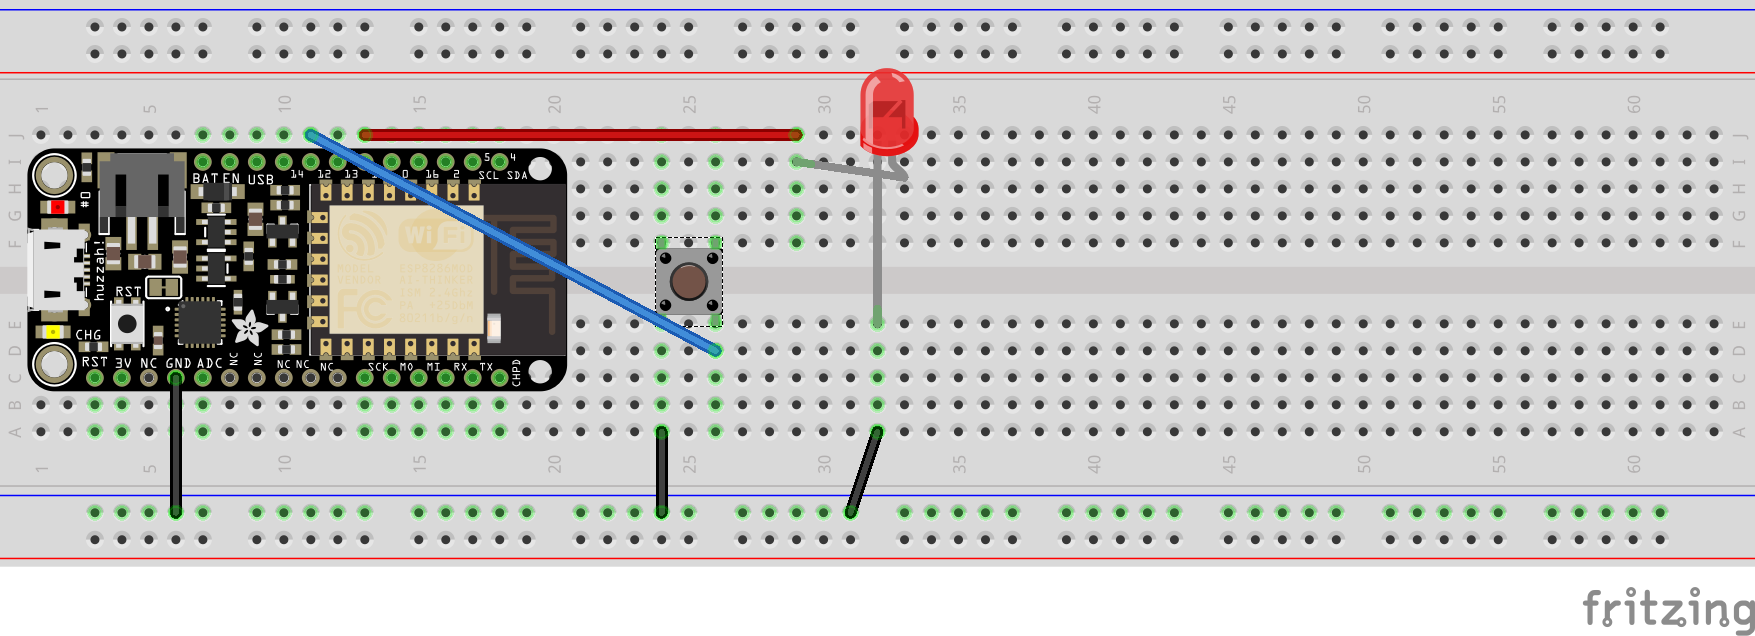 1 5 10 15 20 25 30 35 40 45 50 55 60
J J
I I
H H
G G
F F
BAT EN USB 14 12 13 0 16 2 SCL SDA
5 4
#0
huzzah!
WiFi
FC
RST
CHG
RST 3V NC GND ADC NC NC NC NC NC SCK MO MI RX TX CHPD
E E
D D
C C
B B
A A
1 5 10 15 20 25 30 35 40 45 50 55 60
fritzing